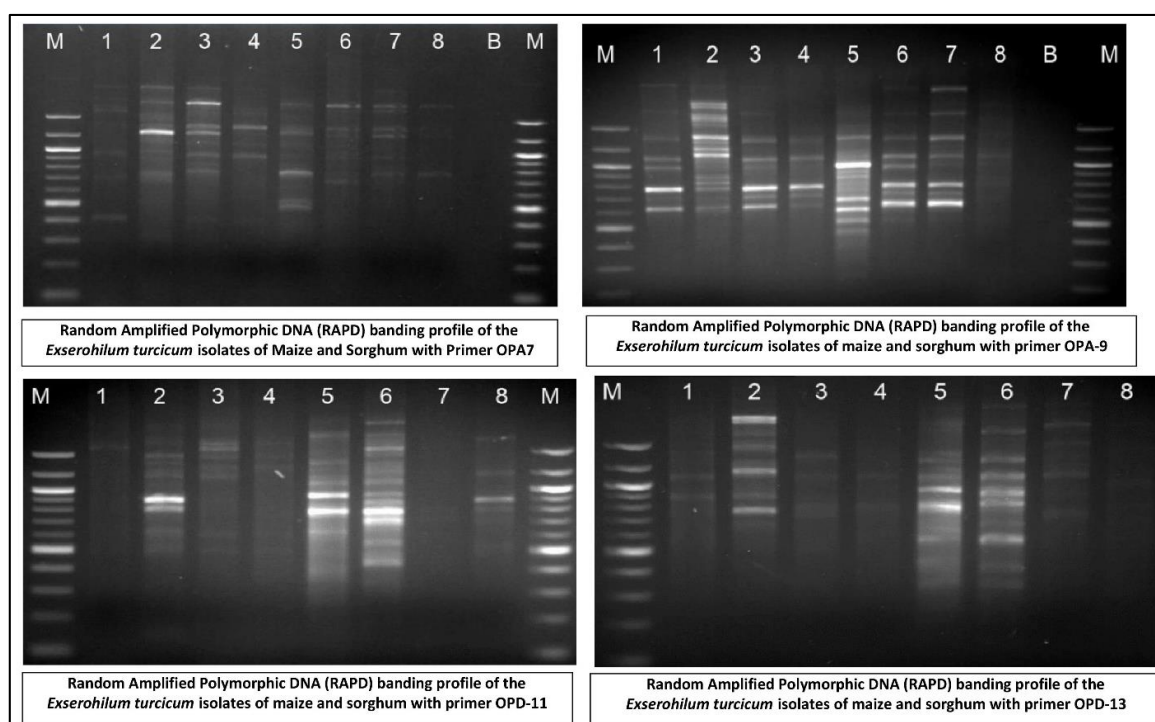 M 1 2 3 4 5 6 7 8 B M
Random Amplified Polymorphic DNA (RAPD) banding profile of the
Exserohilum turcicum isolates of Maize and Sorghum with Primer OPA7
M 1 2 3 4 5 6 7 8 B M
Random Amplified Polymorphic DNA (RAPD) banding profile of the
Exserohilum turcicum isolates of maize and sorghum with primer OPA-9
M 1 2 3 4 5 6 7 8 M
Random Amplified Polymorphic DNA (RAPD) banding profile of the
Exserohilum turcicum isolates of maize and sorghum with primer OPD-11
M 1 2 3 4 5 6 7 8
Random Amplified Polymorphic DNA (RAPD) banding profile of the
Exserohilum turcicum isolates of maize and sorghum with primer OPD-13